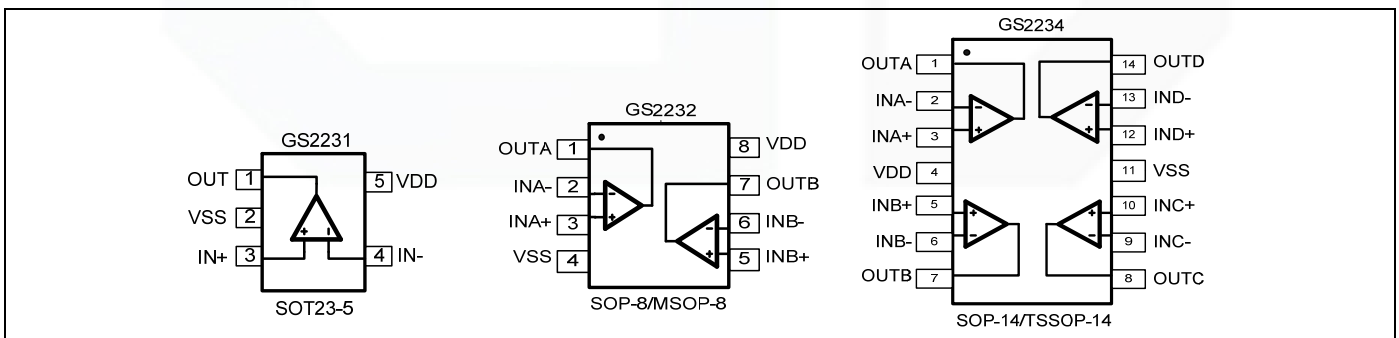 GS2231
OUT 1
5 VDD
VSS 2
IN+ 3
4 IN-
+ -
SOT23-5
GS2232
OUTA 1
8 VDD
INA- 2
7 OUTB
INA+ 3
6 INB-
VSS 4
5 INB+
- +
- +
SOP-8/MSOP-8
GS2234
OUTA 1
14 OUTD
INA- 2
13 IND-
INA+ 3
12 IND+
VDD 4
11 VSS
INB+ 5
10 INC+
INB- 6
9 INC-
OUTB 7
8 OUTC
- +
- +
+ -
+ -
SOP-14/TSSOP-14